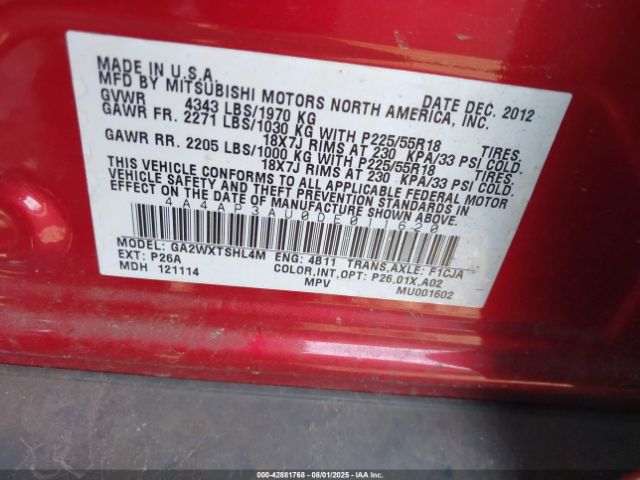 MADE IN U.S.A.
MFD BY MITSUBISHI MOTORS NORTH AMERICA, INC.
DATE DEC. 2012
GVWR 4343 LBS/1970 KG
GAWR FR. 2271 LBS/1030 KG WITH P225/55R18 TIRES.
18X7J RIMS AT 230 KPA/33 PSI COLD.
GAWR RR. 2205 LBS/1000 KG WITH P225/55R18 TIRES.
18X7J RIMS AT 230 KPA/33 PSI COLD.
THIS VEHICLE CONFORMS TO ALL APPLICABLE FEDERAL MOTOR
VEHICLE SAFETY AND THEFT PREVENTION STANDARDS IN
EFFECT ON THE DATE OF MANUFACTURE SHOWN ABOVE.
4A4AP3AU0DE011620
MODEL: GA2WXTSHL4M ENG: 4B11 TRANS,AXLE: F1CJA
EXT: P26A COLOR,INT,OPT: P26,01X,A02
MDH 121114 MPV MU001602
000-42881768 - 08/01/2025 - IAAI.COM